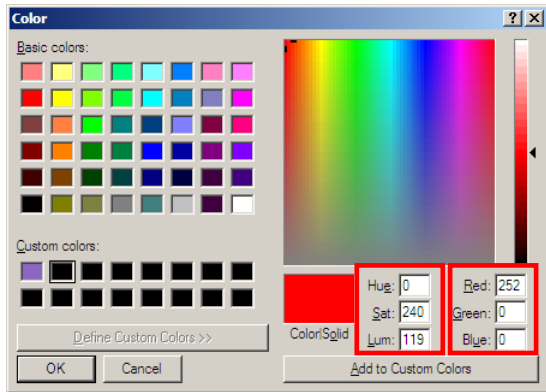 Color
Basic colors:
Custom colors:
Define Custom Colors >>
OK
Cancel
Color|Solid
Hue: 0
Sat: 240
Lum: 119
Red: 252
Green: 0
Blue: 0
Add to Custom Colors